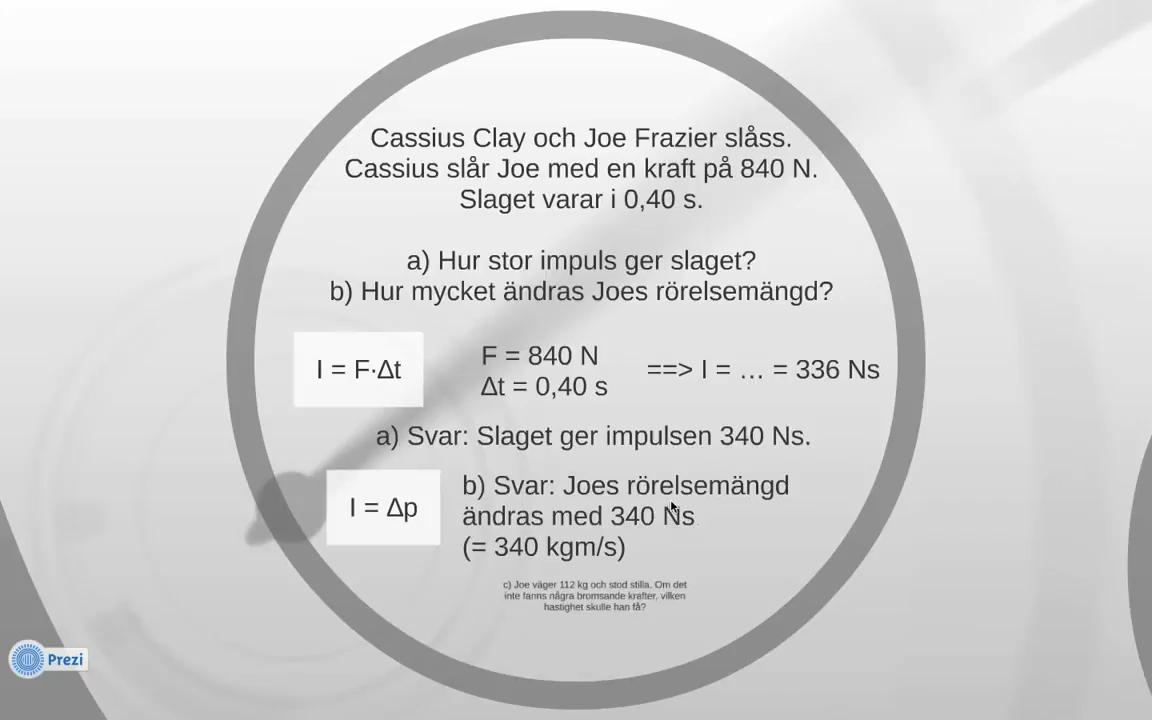 Cassius Clay och Joe Frazier slåss.
Cassius slår Joe med en kraft på 840 N.
Slaget varar i 0,40 s.
a) Hur stor impuls ger slaget?
b) Hur mycket ändras Joes rörelsemängd?
I = F·Δt
F = 840 N
Δt = 0,40 s
==> I = … = 336 Ns
a) Svar: Slaget ger impulsen 340 Ns.
I = Δp
b) Svar: Joes rörelsemängd
ändras med 340 Ns
(= 340 kgm/s)
c) Joe väger 112 kg och stod stilla. Om det
inte fanns några bromsande krafter, vilken
hastighet skulle han få?
Prezi